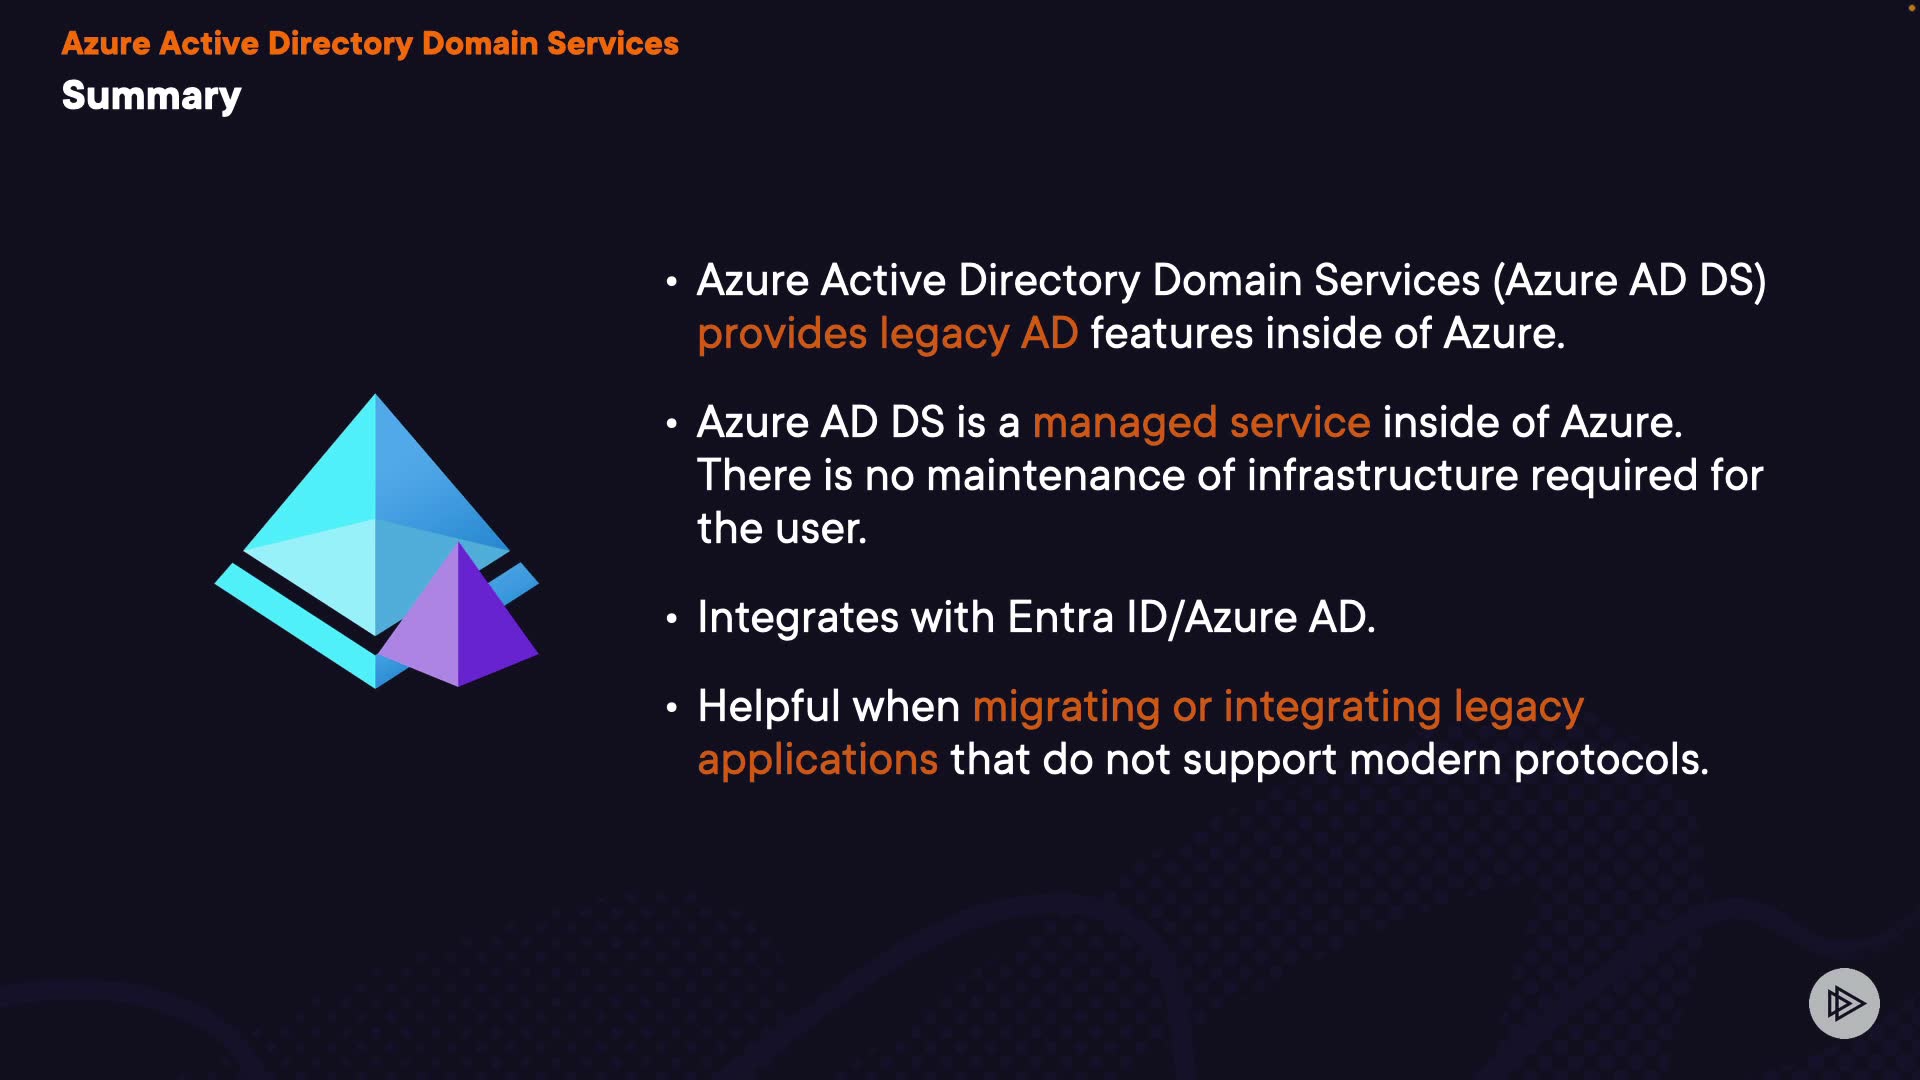 Azure Active Directory Domain Services
Summary
• Azure Active Directory Domain Services (Azure AD DS)
provides legacy AD features inside of Azure.
• Azure AD DS is a managed service inside of Azure.
There is no maintenance of infrastructure required for
the user.
• Integrates with Entra ID/Azure AD.
• Helpful when migrating or integrating legacy
applications that do not support modern protocols.